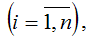 (i = \overline{1,n}),